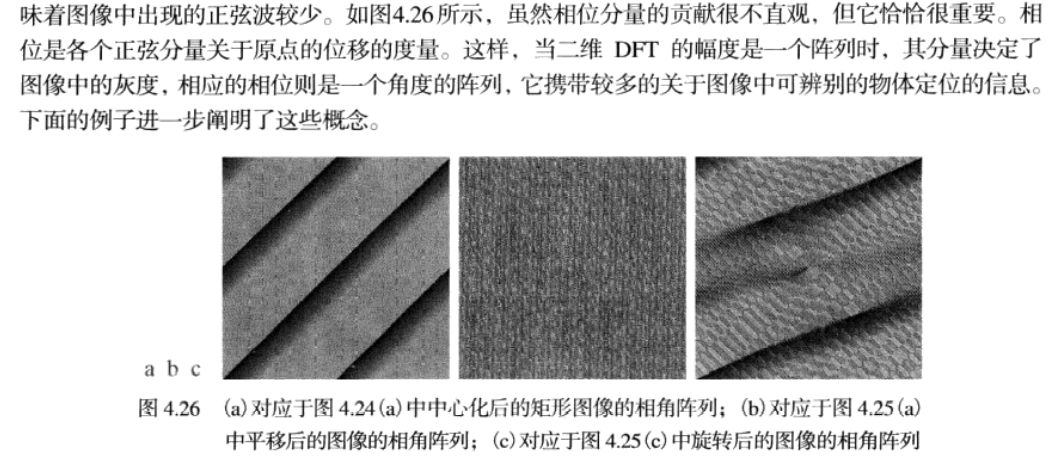 味着图像中出现的正弦波较少。如图4.26所示，虽然相位分量的贡献很不直观，但它恰恰很重要。相
位是各个正弦分量关于原点的位移的度量。这样，当二维 DFT 的幅度是一个阵列时，其分量决定了
图像中的灰度，相应的相位则是一个角度的阵列，它携带较多的关于图像中可辨别的物体定位的信息。
下面的例子进一步阐明了这些概念。
a b c
图 4.26 (a)对应于图 4.24(a)中中心化后的矩形图像的相角阵列；(b)对应于图 4.25(a)
中平移后的图像的相角阵列；(c)对应于图 4.25(c)中旋转后的图像的相角阵列